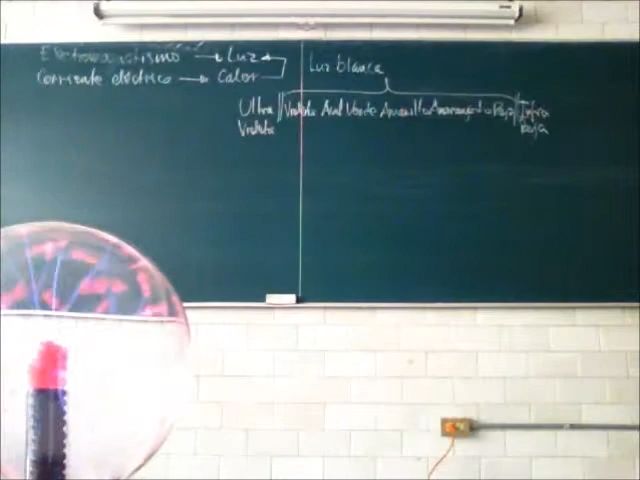 Electromagnetismo → Luz
Corriente eléctrica → Calor
Luz blanca
Ultra Violeta Violeta Azul Verde Amarillo Anaranjado Rojo Infra
roja